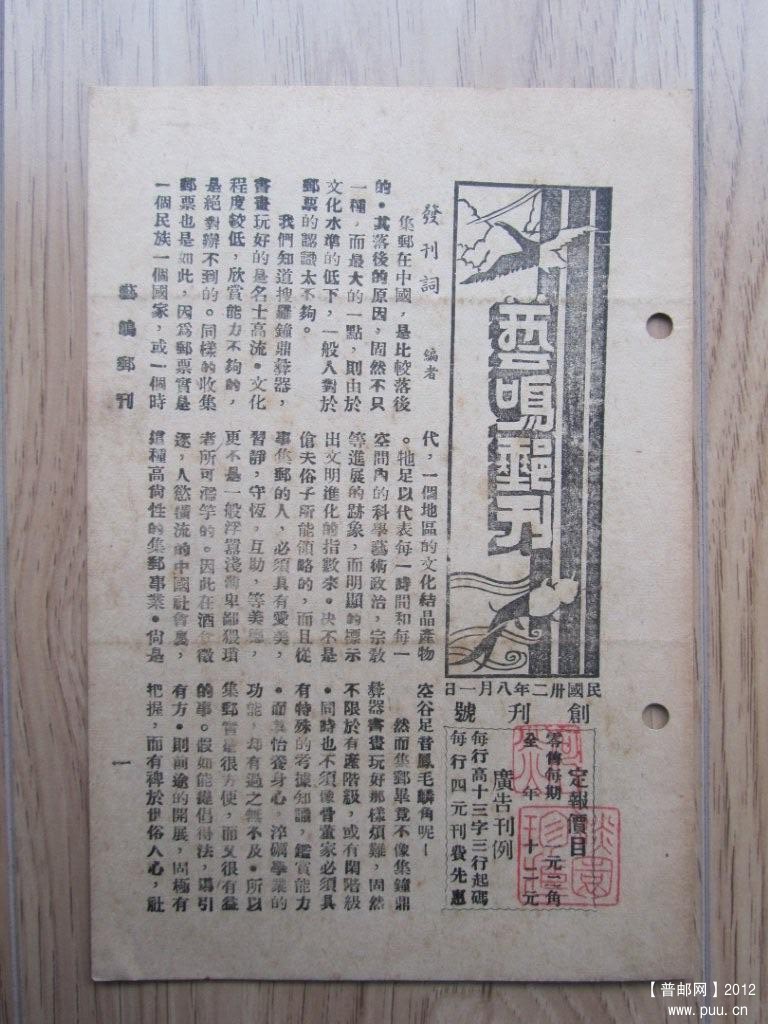 鳴郵刊
民國卅二年八月一日
創刊號
定報價目
零售每期一元二角
全年十二元
廣告刊例
每行高十三字三行起碼
每行四元刊費先惠
發刊詞
編者
集郵在中國,是比較落後
的。其落後的原因,固然不只
一種,而最大的一點,則由於
文化水準的低下,一般人對於
郵票的認識太不夠。
我們知道搜羅鐘鼎彝器,
書畫玩好的是名士高流。文化
程度較低,欣賞能力不夠的,
是絕對辦不到的。同樣的收集
郵票也是如此,因爲郵票實是
一個民族一個國家,或一個時
代,一個地區的文化結晶產物
。牠足以代表每一時間和每一
空間內的科學藝術政治,宗教
等進展的跡象,而明顯的標示
出文明進化的指數來。决不是
傖夫俗子所能領略的,而且從
事集郵的人,必須具有愛美,
習靜,守恆,互助,等美德,
更不是一般浮囂淺薄卑鄙猥瑣
者所可濫竽的。因此在酒食徵
逐,人慾橫流的中國社會裏,
這種高尙性的集郵事業。尙是
空谷足音鳳毛麟角呢!
然而集郵畢竟不像集鐘鼎
彝器書畫玩好那樣煩難,固然
不限於有產階級,或有閑階級
。同時也不須像骨董家必須具
有特殊的考據知識,鑑賞能力
。而其怡養身心,淬礪學業的
功能,却有過之無不及。所以
集郵實是很方便,而又很有益
的事。假如能提倡得法,導引
有方。則前途的開展,固極有
把握,而有裨於世俗人心,社
藝鳴郵刊
一
【普邮网】2012
www.puu.cn